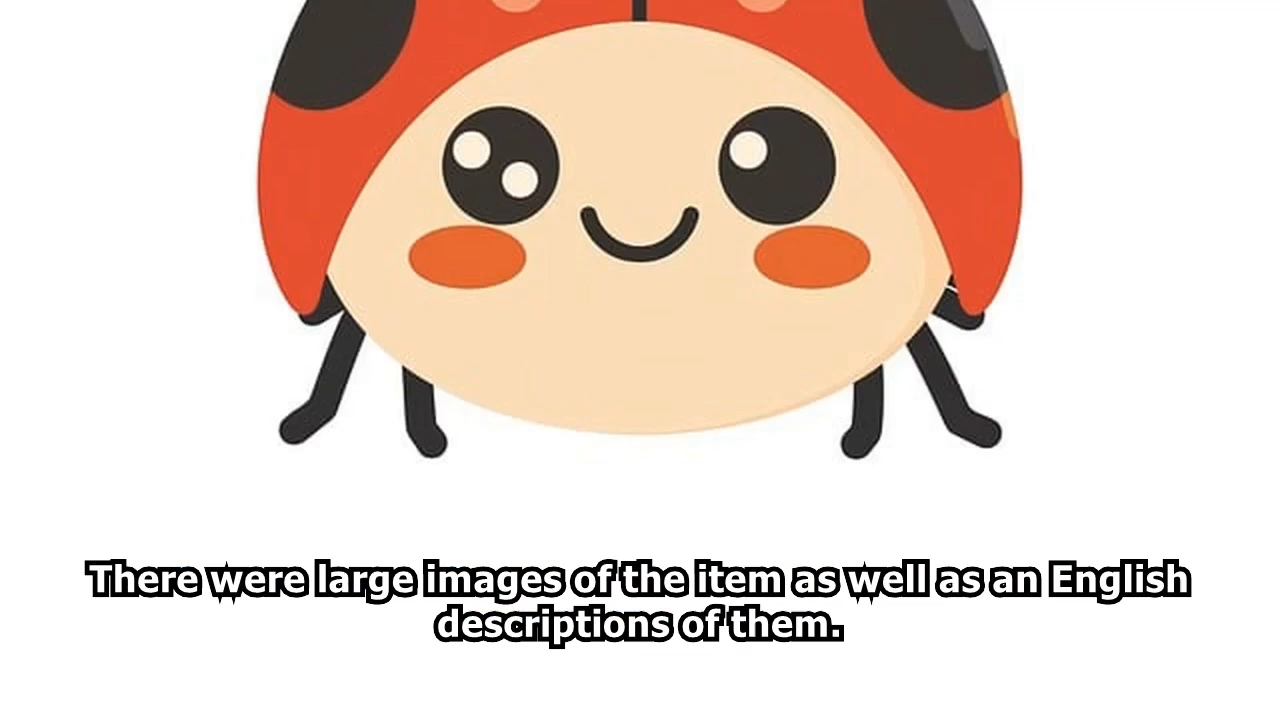 There were large images of the item as well as an English
descriptions of them.